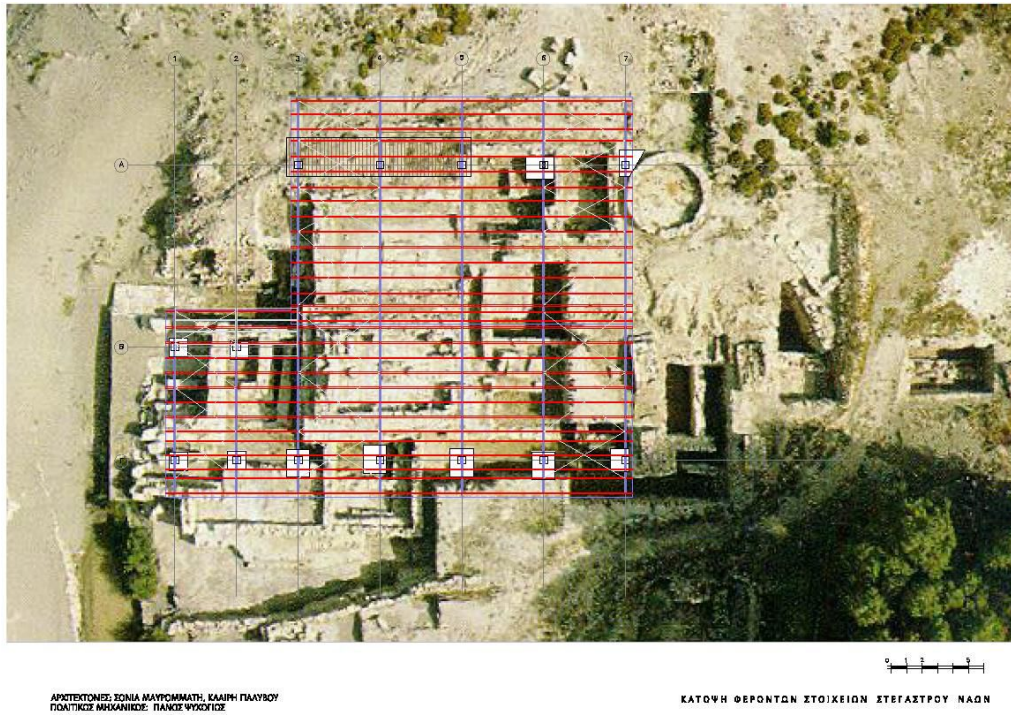 1 2 3 4 5 6 7
A
B
0 1 2 5
ΑΡΧΙΤΕΚΤΟΝΕΣ: ΣΟΝΙΑ ΜΑΥΡΟΜΜΑΤΗ, ΚΛΑΙΡΗ ΠΑΛΥΒΟΥ
ΠΟΛΙΤΙΚΟΣ ΜΗΧΑΝΙΚΟΣ: ΠΑΝΟΣ ΨΥΧΟΓΙΟΣ
ΚΑΤΟΨΗ ΦΕΡΟΝΤΩΝ ΣΤΟΙΧΕΙΩΝ ΣΤΕΓΑΣΤΡΟΥ ΝΑΩΝ